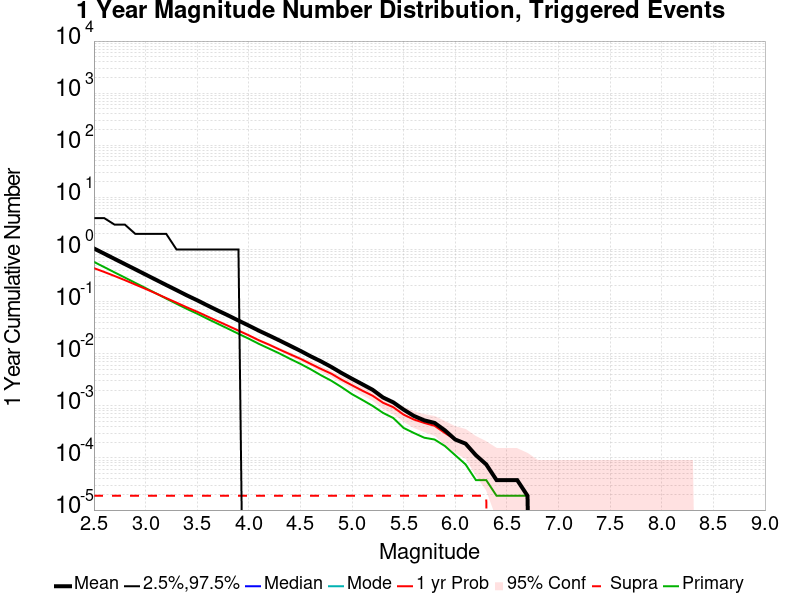 1 Year Magnitude Number Distribution, Triggered Events
10^4
10^3
10^2
10^1
10^0
10^-1
10^-2
10^-3
10^-4
10^-5
1 Year Cumulative Number
2.5 3.0 3.5 4.0 4.5 5.0 5.5 6.0 6.5 7.0 7.5 8.0 8.5 9.0
Magnitude
Mean 2.5%,97.5% Median Mode 1 yr Prob 95% Conf Supra Primary